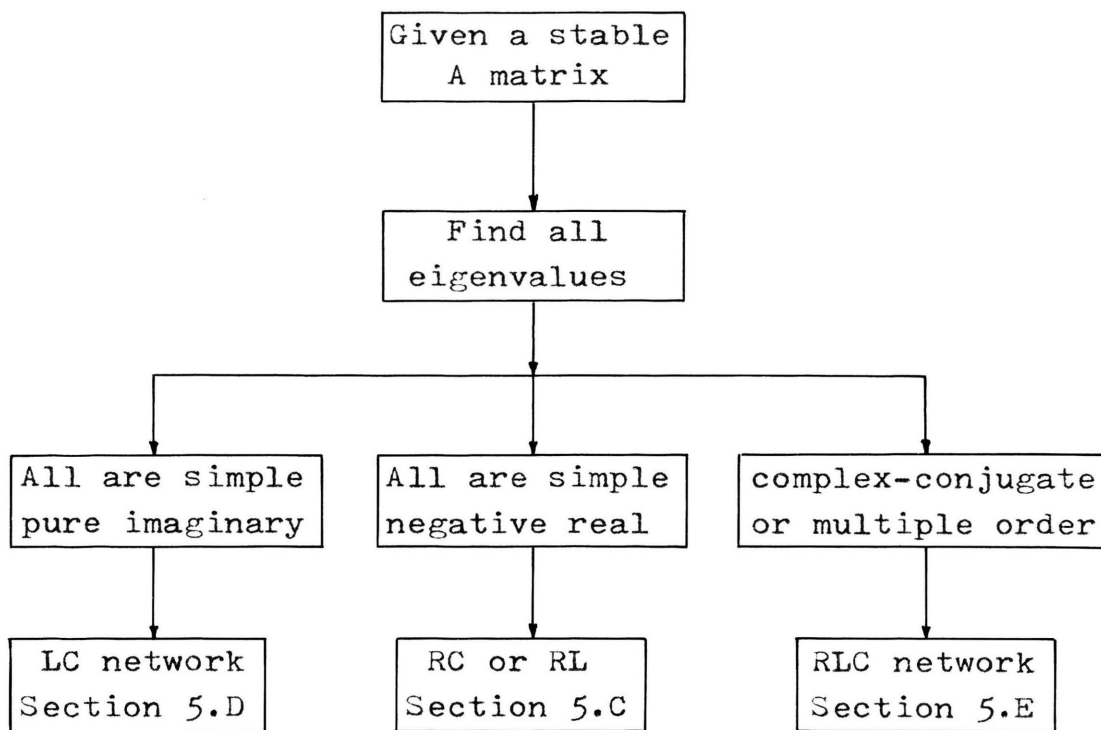 Given a stable
A matrix
Find all
eigenvalues
All are simple
pure imaginary
All are simple
negative real
complex-conjugate
or multiple order
LC network
Section 5.D
RC or RL
Section 5.C
RLC network
Section 5.E